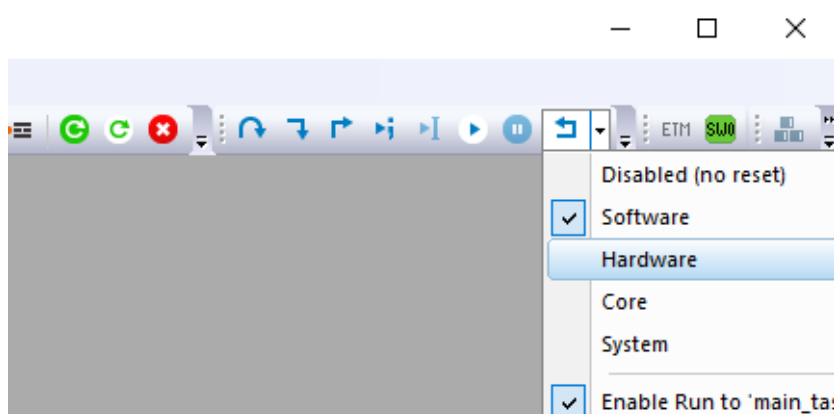 ETM SWO
Disabled (no reset)
Software
Hardware
Core
System
Enable Run to 'main_tas